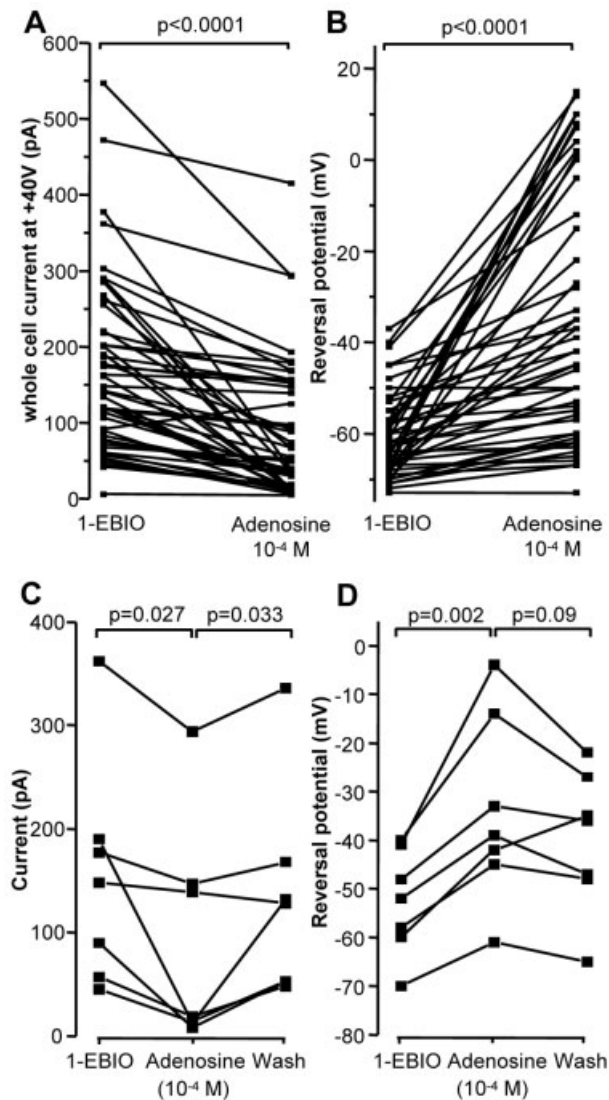 A
p<0.0001
600
500
400
300
200
100
0
whole cell current at +40V (pA)
1-EBIO
Adenosine
10⁻⁴ M
B
p<0.0001
20
0
-20
-40
-60
Reversal potential (mV)
1-EBIO
Adenosine
10⁻⁴ M
C
p=0.027
p=0.033
400
300
200
100
0
Current (pA)
1-EBIO
Adenosine
Wash
(10⁻⁴ M)
D
p=0.002
p=0.09
0
-10
-20
-30
-40
-50
-60
-70
-80
Reversal potential (mV)
1-EBIO
Adenosine
Wash
(10⁻⁴ M)